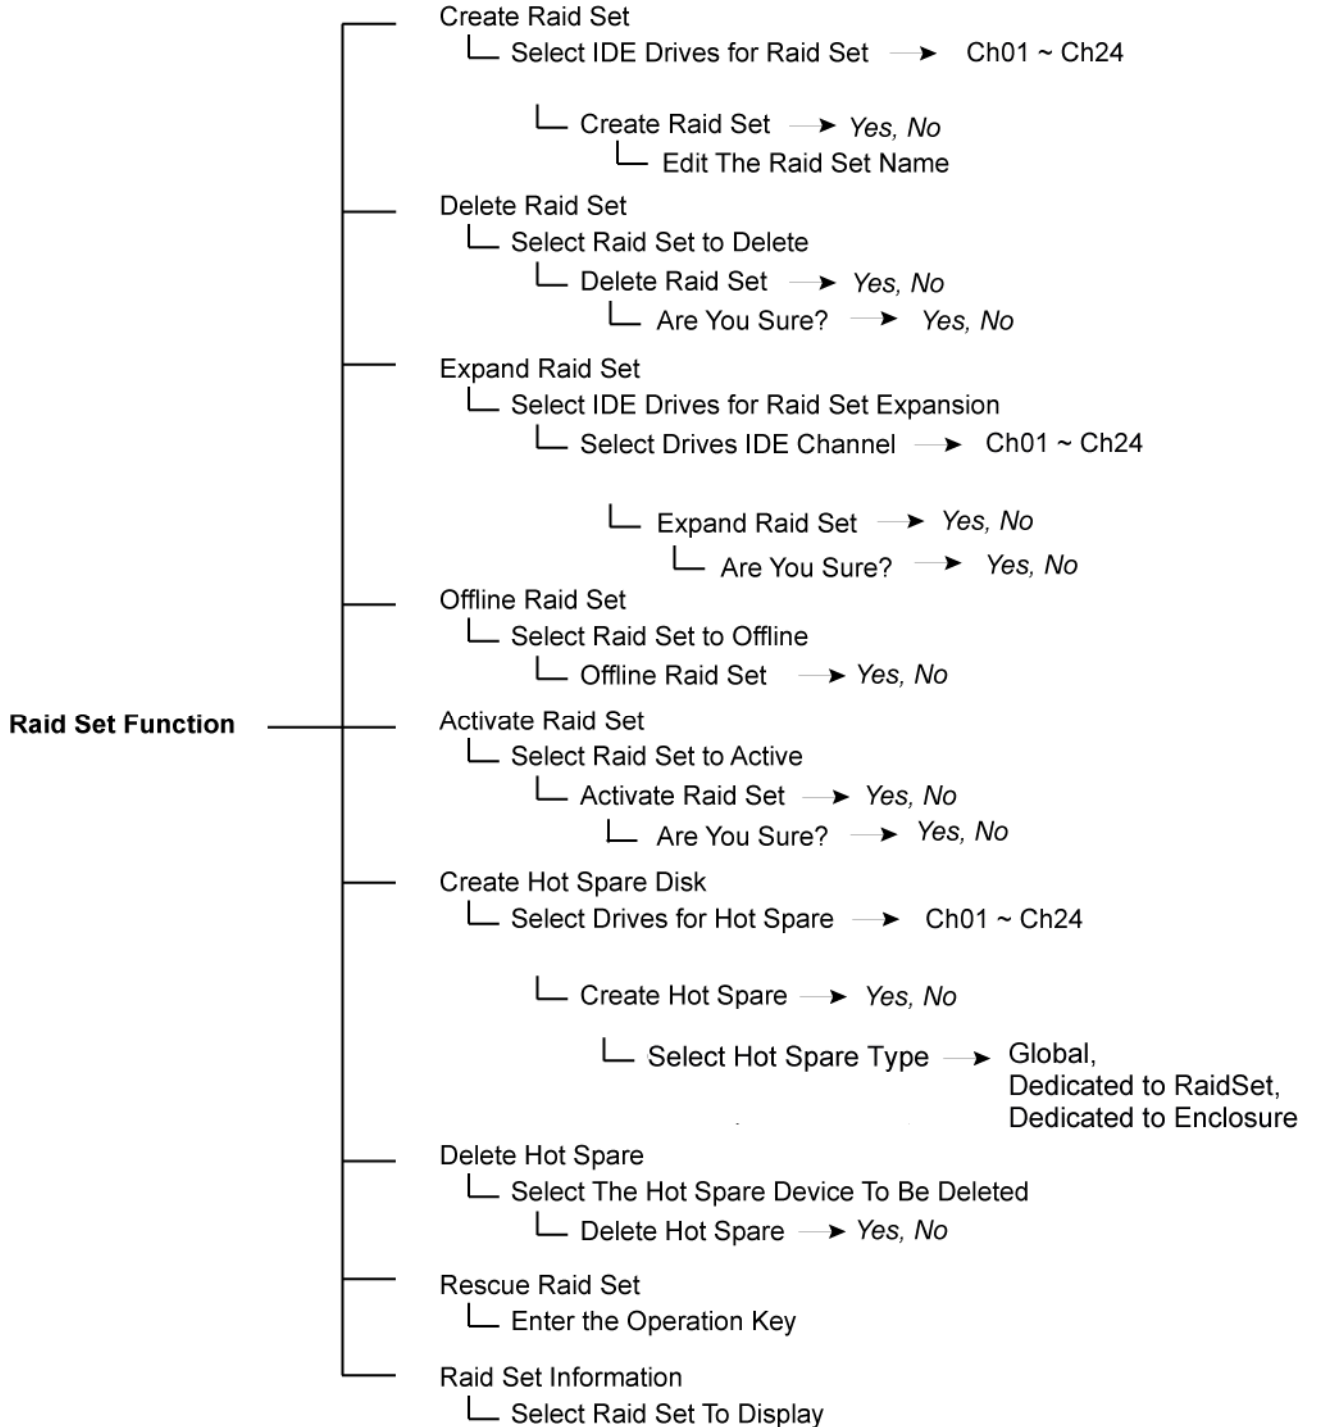 Create Raid Set
Select IDE Drives for Raid Set Ch01 ~ Ch24
Create Raid Set Yes, No
Edit The Raid Set Name
Delete Raid Set
Select Raid Set to Delete
Delete Raid Set Yes, No
Are You Sure? Yes, No
Expand Raid Set
Select IDE Drives for Raid Set Expansion
Select Drives IDE Channel Ch01 ~ Ch24
Expand Raid Set Yes, No
Are You Sure? Yes, No
Offline Raid Set
Select Raid Set to Offline
Offline Raid Set Yes, No
Raid Set Function
Activate Raid Set
Select Raid Set to Active
Activate Raid Set Yes, No
Are You Sure? Yes, No
Create Hot Spare Disk
Select Drives for Hot Spare Ch01 ~ Ch24
Create Hot Spare Yes, No
Select Hot Spare Type Global,
Dedicated to RaidSet,
Dedicated to Enclosure
Delete Hot Spare
Select The Hot Spare Device To Be Deleted
Delete Hot Spare Yes, No
Rescue Raid Set
Enter the Operation Key
Raid Set Information
Select Raid Set To Display